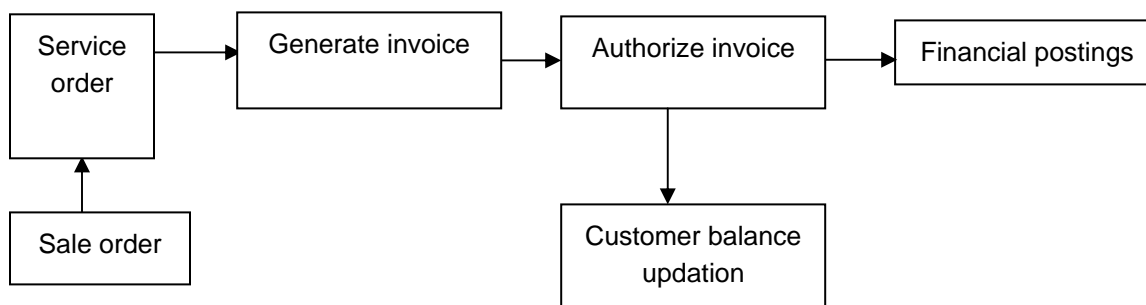 Service
order
Generate invoice
Authorize invoice
Financial postings
Sale order
Customer balance
updation